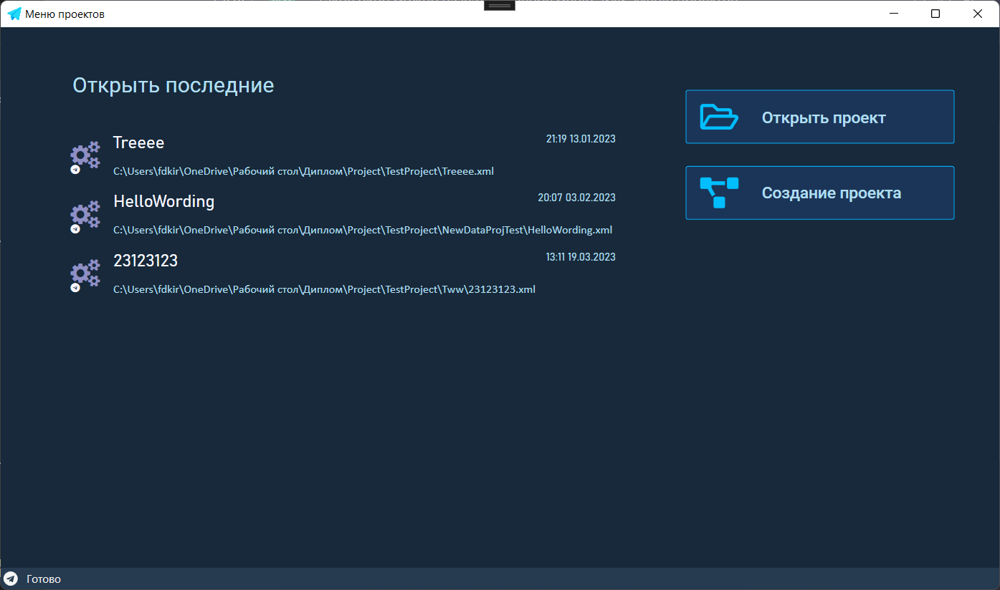 Меню проектов
Открыть последние
Treeee
21:19 13.01.2023
C:\Users\fdkir\OneDrive\Рабочий стол\Диплом\Project\TestProject\Treeee.xml
HelloWording
20:07 03.02.2023
C:\Users\fdkir\OneDrive\Рабочий стол\Диплом\Project\TestProject\NewDataProjTest\HelloWording.xml
23123123
13:11 19.03.2023
C:\Users\fdkir\OneDrive\Рабочий стол\Диплом\Project\TestProject\Tww\23123123.xml
Открыть проект
Создание проекта
Готово